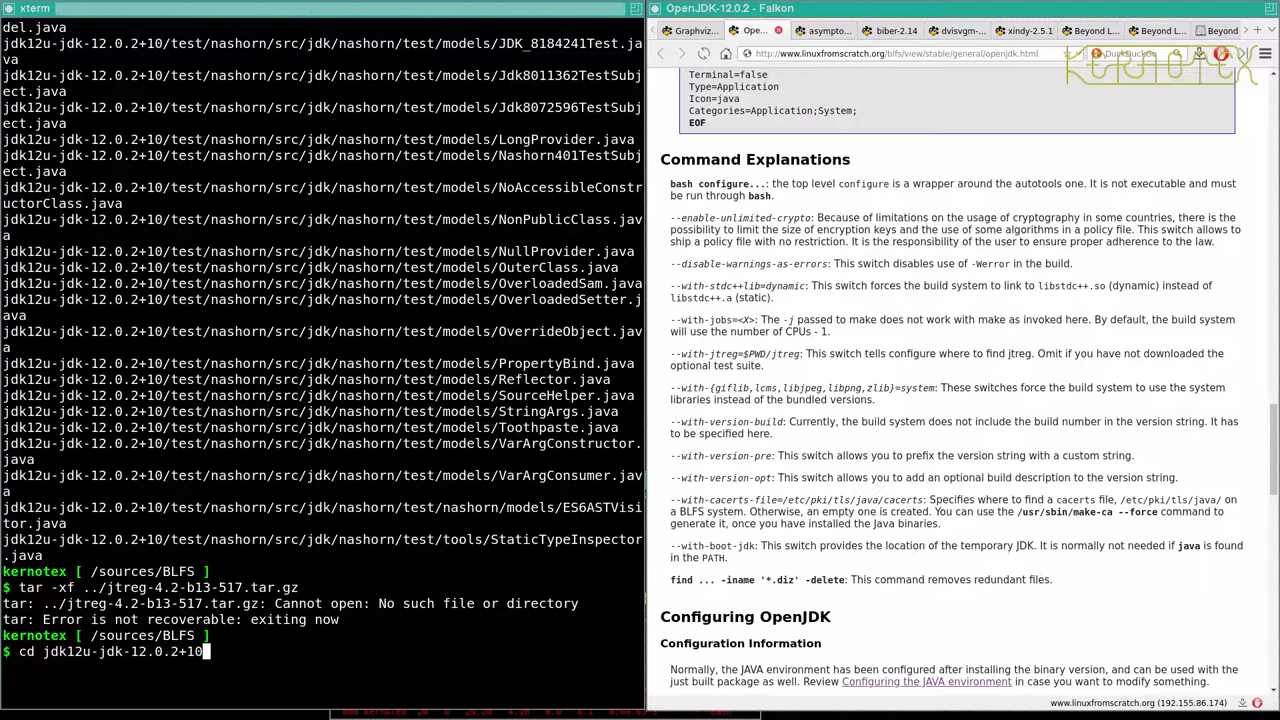 xterm
del.java
jdk12u-jdk-12.0.2+10/test/nashorn/src/jdk/nashorn/test/models/JDK_8184241Test.ja
va
jdk12u-jdk-12.0.2+10/test/nashorn/src/jdk/nashorn/test/models/Jdk8011362TestSubj
ect.java
jdk12u-jdk-12.0.2+10/test/nashorn/src/jdk/nashorn/test/models/Jdk8072596TestSubj
ect.java
jdk12u-jdk-12.0.2+10/test/nashorn/src/jdk/nashorn/test/models/LongProvider.java
jdk12u-jdk-12.0.2+10/test/nashorn/src/jdk/nashorn/test/models/Nashorn401TestSubj
ect.java
jdk12u-jdk-12.0.2+10/test/nashorn/src/jdk/nashorn/test/models/NoAccessibleConstr
uctorClass.java
jdk12u-jdk-12.0.2+10/test/nashorn/src/jdk/nashorn/test/models/NonPublicClass.jav
a
jdk12u-jdk-12.0.2+10/test/nashorn/src/jdk/nashorn/test/models/NullProvider.java
jdk12u-jdk-12.0.2+10/test/nashorn/src/jdk/nashorn/test/models/OuterClass.java
jdk12u-jdk-12.0.2+10/test/nashorn/src/jdk/nashorn/test/models/OverloadedSam.java
jdk12u-jdk-12.0.2+10/test/nashorn/src/jdk/nashorn/test/models/OverloadedSetter.j
ava
jdk12u-jdk-12.0.2+10/test/nashorn/src/jdk/nashorn/test/models/OverrideObject.jav
a
jdk12u-jdk-12.0.2+10/test/nashorn/src/jdk/nashorn/test/models/PropertyBind.java
jdk12u-jdk-12.0.2+10/test/nashorn/src/jdk/nashorn/test/models/Reflector.java
jdk12u-jdk-12.0.2+10/test/nashorn/src/jdk/nashorn/test/models/SourceHelper.java
jdk12u-jdk-12.0.2+10/test/nashorn/src/jdk/nashorn/test/models/StringArgs.java
jdk12u-jdk-12.0.2+10/test/nashorn/src/jdk/nashorn/test/models/Toothpaste.java
jdk12u-jdk-12.0.2+10/test/nashorn/src/jdk/nashorn/test/models/VarArgConstructor.
java
jdk12u-jdk-12.0.2+10/test/nashorn/src/jdk/nashorn/test/models/VarArgConsumer.jav
a
jdk12u-jdk-12.0.2+10/test/nashorn/src/jdk/nashorn/test/nashorn/models/ES6ASTVisi
tor.java
jdk12u-jdk-12.0.2+10/test/nashorn/src/jdk/nashorn/test/tools/StaticTypeInspector
.java
kernotex [ /sources/BLFS ]
$ tar -xf ../jtreg-4.2-b13-517.tar.gz
tar: ../jtreg-4.2-b13-517.tar.gz: Cannot open: No such file or directory
tar: Error is not recoverable: exiting now
kernotex [ /sources/BLFS ]
$ cd jdk12u-jdk-12.0.2+10
OpenJDK-12.0.2 - Falkon
Graphviz... Ope... asympto... biber-2.14 dvisvgm-... xindy-2.5.1 Beyond L... Beyond L... Beyond
http://www.linuxfromscratch.org/blfs/view/stable/general/openjdk.html DuckDuckGo
KERNOTEX
Terminal=false
Type=Application
Icon=java
Categories=Application;System;
EOF
Command Explanations
bash configure...: the top level configure is a wrapper around the autotools one. It is not executable and must
be run through bash.
--enable-unlimited-crypto: Because of limitations on the usage of cryptography in some countries, there is the
possibility to limit the size of encryption keys and the use of some algorithms in a policy file. This switch allows to
ship a policy file with no restriction. It is the responsibility of the user to ensure proper adherence to the law.
--disable-warnings-as-errors: This switch disables use of -Werror in the build.
--with-stdc++lib=dynamic: This switch forces the build system to link to libstdc++.so (dynamic) instead of
libstdc++.a (static).
--with-jobs=<X>: The -j passed to make does not work with make as invoked here. By default, the build system
will use the number of CPUs - 1.
--with-jtreg=$PWD/jtreg: This switch tells configure where to find jtreg. Omit if you have not downloaded the
optional test suite.
--with-{giflib,lcms,libjpeg,libpng,zlib}=system: These switches force the build system to use the system
libraries instead of the bundled versions.
--with-version-build: Currently, the build system does not include the build number in the version string. It has
to be specified here.
--with-version-pre: This switch allows you to prefix the version string with a custom string.
--with-version-opt: This switch allows you to add an optional build description to the version string.
--with-cacerts-file=/etc/pki/tls/java/cacerts: Specifies where to find a cacerts file, /etc/pki/tls/java/ on
a BLFS system. Otherwise, an empty one is created. You can use the /usr/sbin/make-ca --force command to
generate it, once you have installed the Java binaries.
--with-boot-jdk: This switch provides the location of the temporary JDK. It is normally not needed if java is found
in the PATH.
find ... -iname '*.diz' -delete: This command removes redundant files.
Configuring OpenJDK
Configuration Information
Normally, the JAVA environment has been configured after installing the binary version, and can be used with the
just built package as well. Review Configuring the JAVA environment in case you want to modify something.
www.linuxfromscratch.org (192.155.86.174)